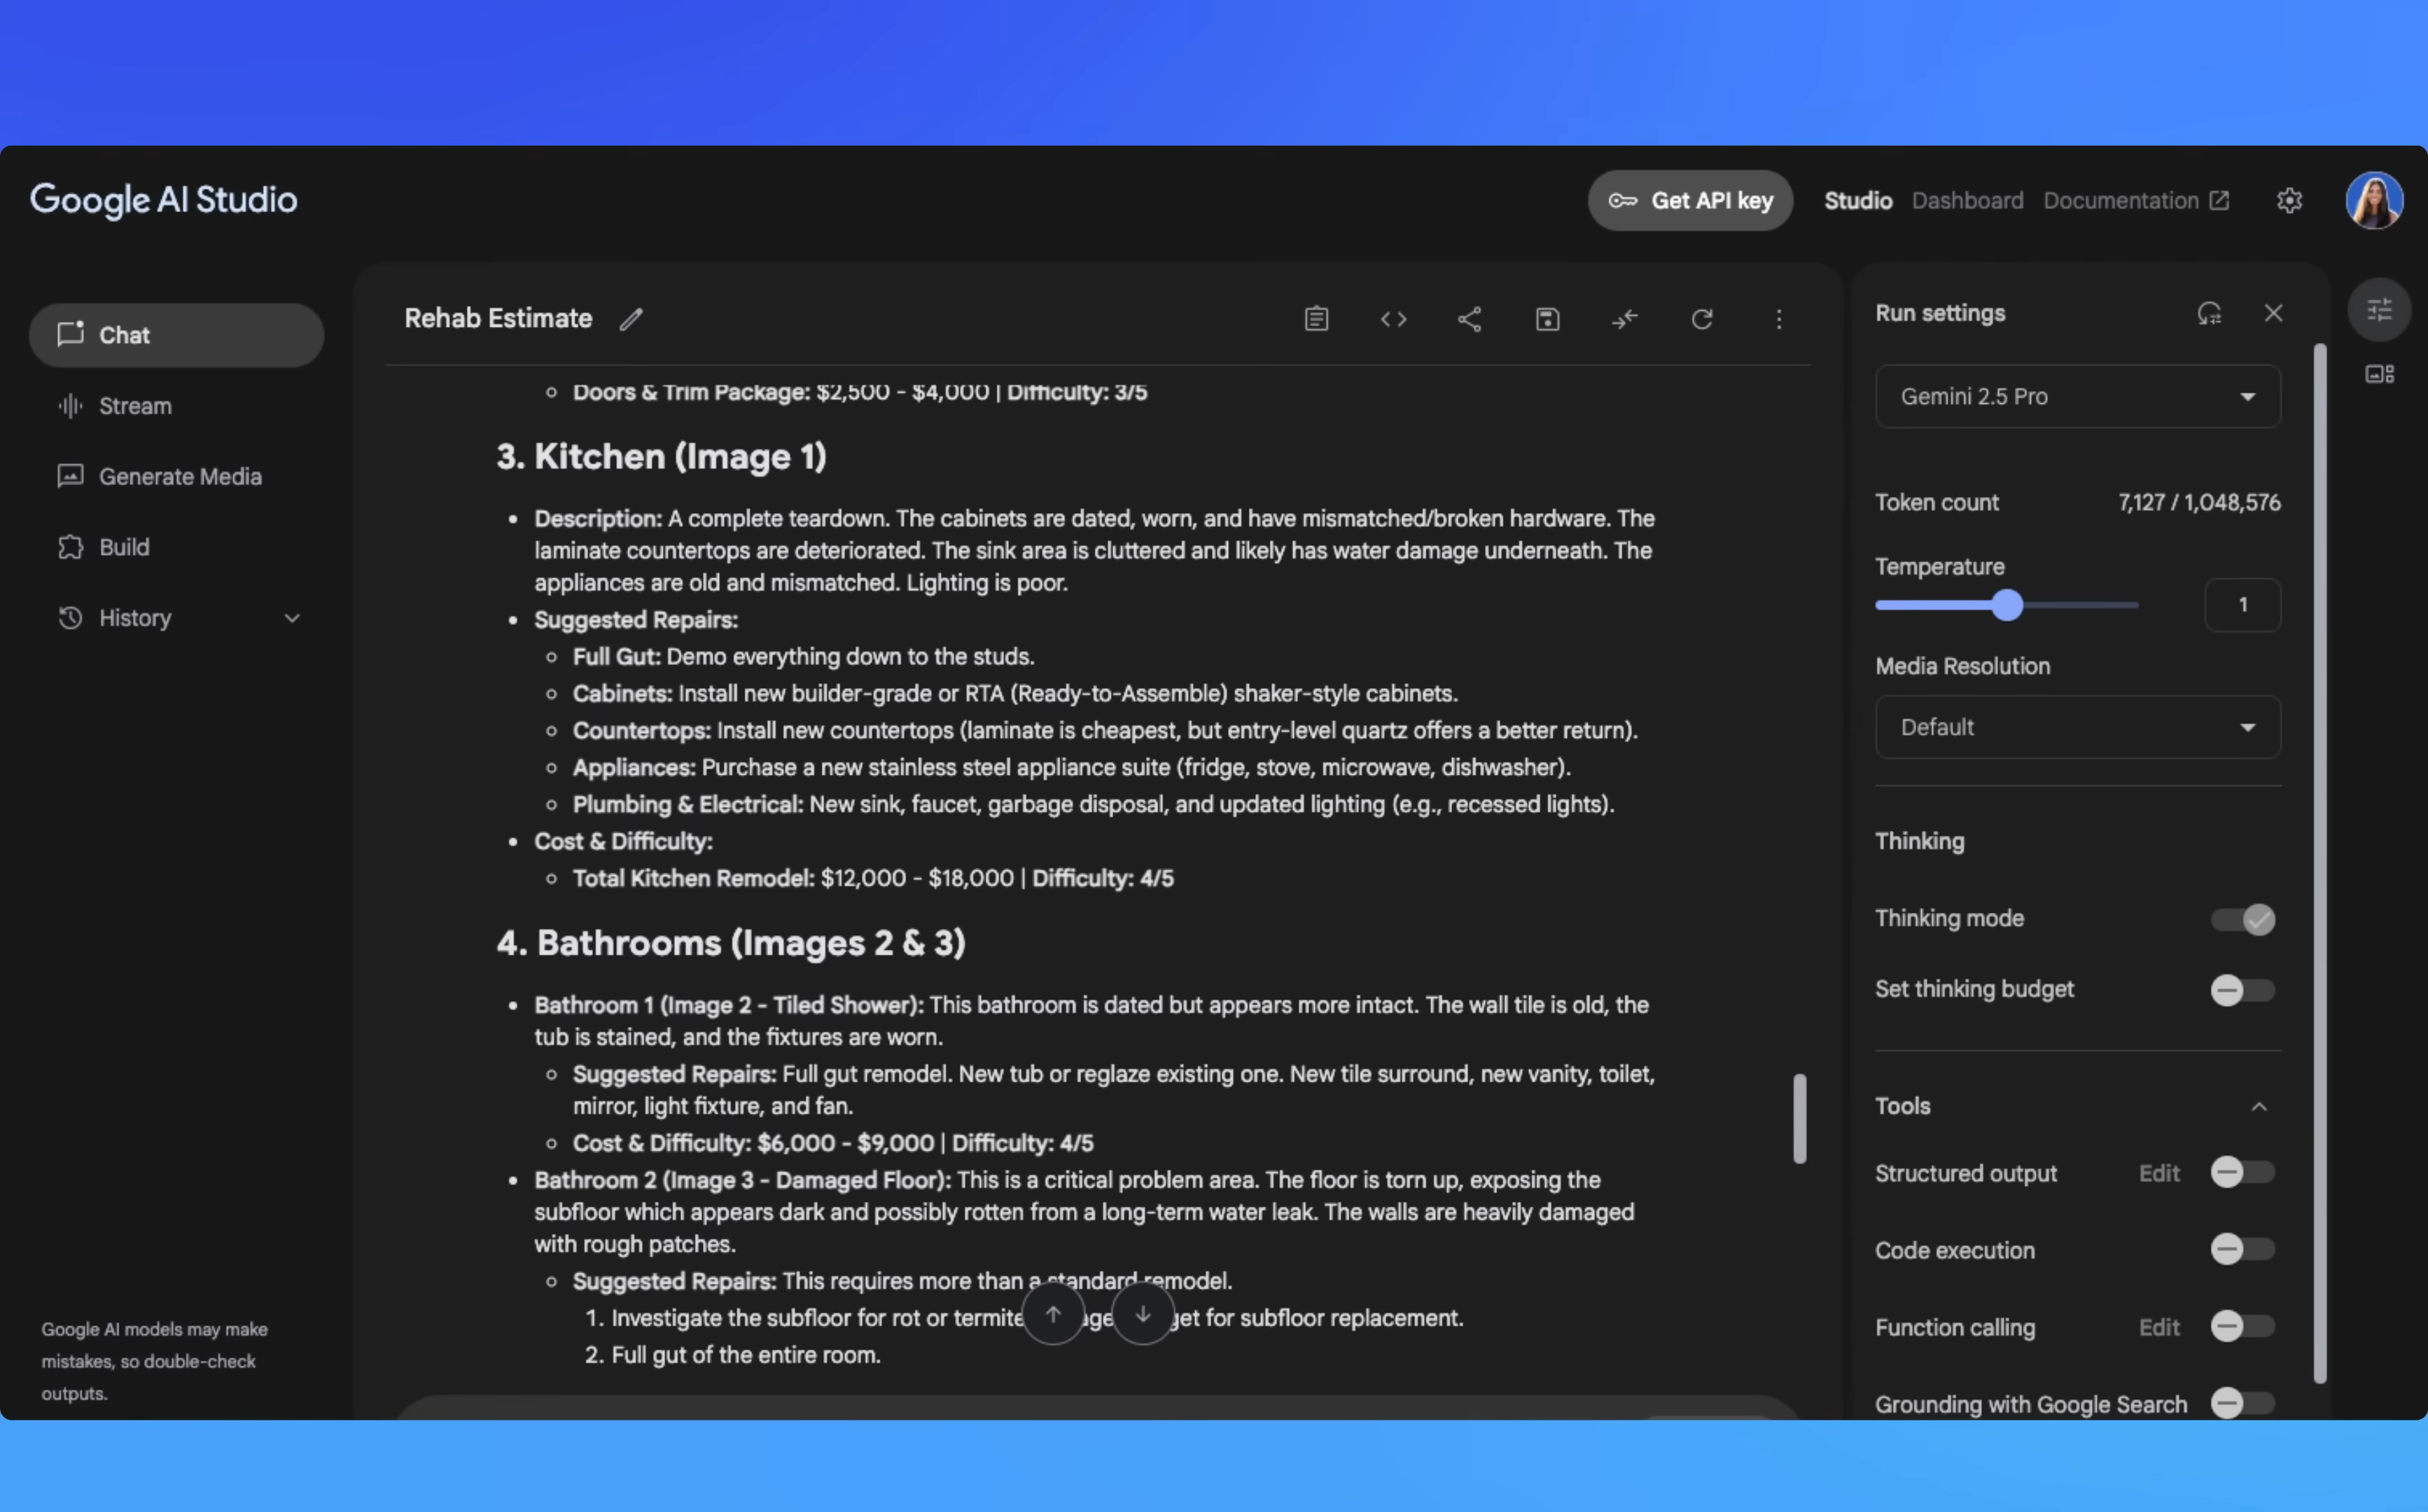 Google AI Studio
Get API key
Studio
Dashboard
Documentation
Chat
Stream
Generate Media
Build
History
Google AI models may make
mistakes, so double-check
outputs.
Rehab Estimate
Doors & Trim Package: $2,500 - $4,000 | Difficulty: 3/5
3. Kitchen (Image 1)
Description: A complete teardown. The cabinets are dated, worn, and have mismatched/broken hardware. The
laminate countertops are deteriorated. The sink area is cluttered and likely has water damage underneath. The
appliances are old and mismatched. Lighting is poor.
Suggested Repairs:
Full Gut: Demo everything down to the studs.
Cabinets: Install new builder-grade or RTA (Ready-to-Assemble) shaker-style cabinets.
Countertops: Install new countertops (laminate is cheapest, but entry-level quartz offers a better return).
Appliances: Purchase a new stainless steel appliance suite (fridge, stove, microwave, dishwasher).
Plumbing & Electrical: New sink, faucet, garbage disposal, and updated lighting (e.g., recessed lights).
Cost & Difficulty:
Total Kitchen Remodel: $12,000 - $18,000 | Difficulty: 4/5
4. Bathrooms (Images 2 & 3)
Bathroom 1 (Image 2 - Tiled Shower): This bathroom is dated but appears more intact. The wall tile is old, the
tub is stained, and the fixtures are worn.
Suggested Repairs: Full gut remodel. New tub or reglaze existing one. New tile surround, new vanity, toilet,
mirror, light fixture, and fan.
Cost & Difficulty: $6,000 - $9,000 | Difficulty: 4/5
Bathroom 2 (Image 3 - Damaged Floor): This is a critical problem area. The floor is torn up, exposing the
subfloor which appears dark and possibly rotten from a long-term water leak. The walls are heavily damaged
with rough patches.
Suggested Repairs: This requires more than a standard remodel.
1. Investigate the subfloor for rot or termite for subfloor replacement.
2. Full gut of the entire room.
Run settings
Gemini 2.5 Pro
Token count
7,127 / 1,048,576
Temperature
1
Media Resolution
Default
Thinking
Thinking mode
Set thinking budget
Tools
Structured output
Edit
Code execution
Function calling
Edit
Grounding with Google Search